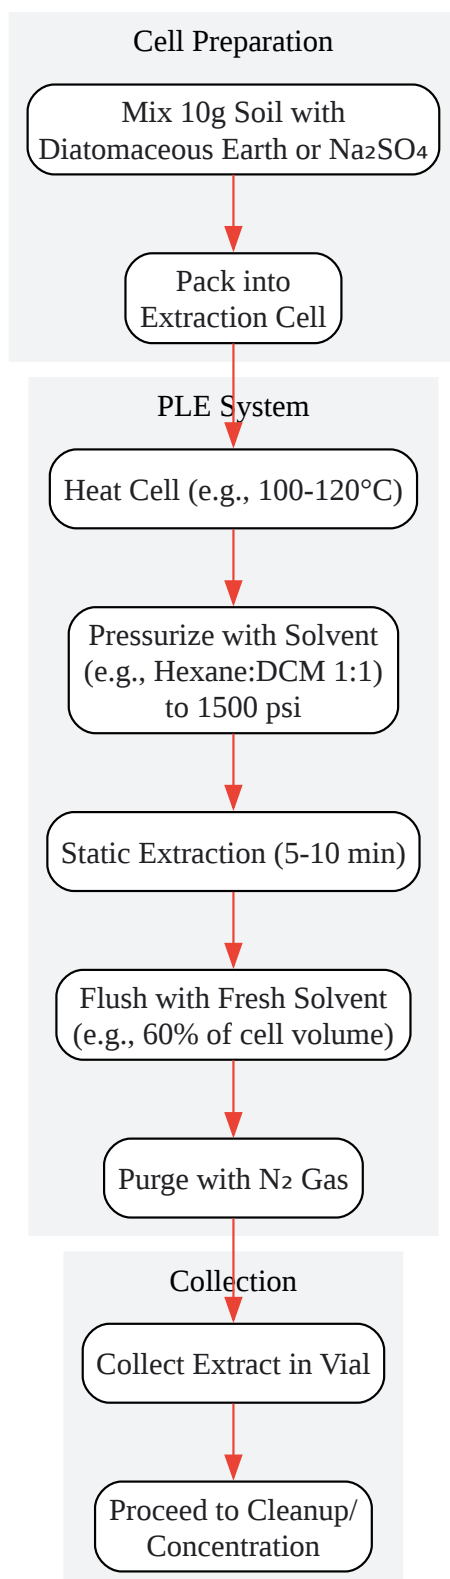 Cell Preparation
Mix 10g Soil with
Diatomaceous Earth or Na₂SO₄
Pack into
Extraction Cell
PLE System
Heat Cell (e.g., 100-120°C)
Pressurize with Solvent
(e.g., Hexane:DCM 1:1)
to 1500 psi
Static Extraction (5-10 min)
Flush with Fresh Solvent
(e.g., 60% of cell volume)
Purge with N₂ Gas
Collection
Collect Extract in Vial
Proceed to Cleanup/
Concentration